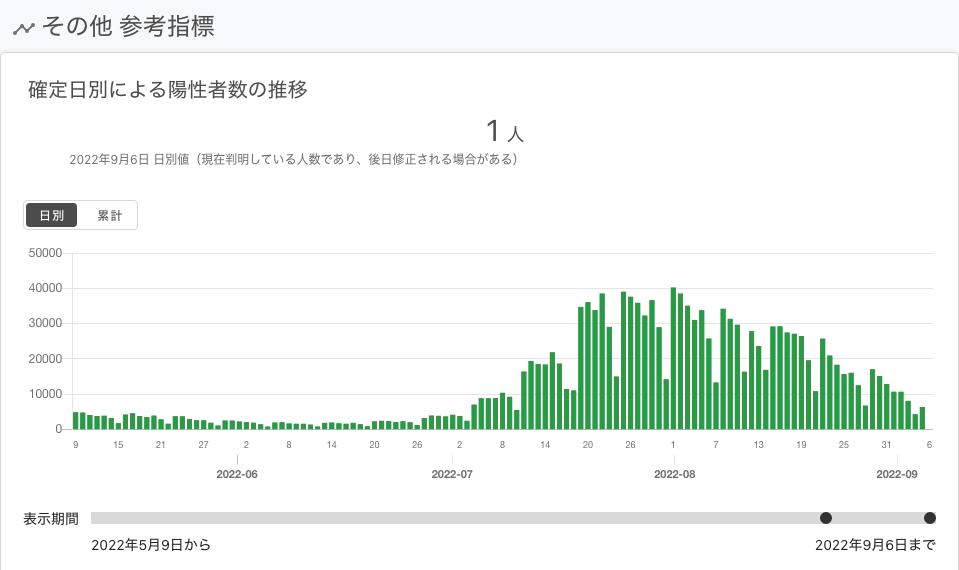 その他 参考指標
確定日別による陽性者数の推移
1 人
2022年9月6日 日別値（現在判明している人数であり、後日修正される場合がある）
日別 累計
50000
40000
30000
20000
10000
0
9 15 21 27 2 8 14 20 26 2 8 14 20 26 1 7 13 19 25 31 6
2022-06 2022-07 2022-08 2022-09
表示期間
2022年5月9日から 2022年9月6日まで